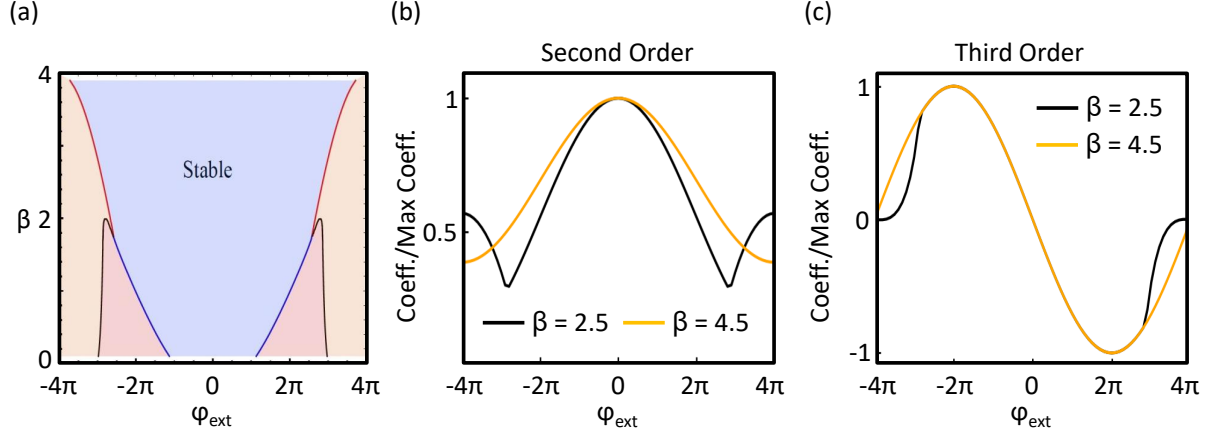 (a)
(b)
(c)
Second Order
Third Order
4
β 2
0
Stable
-4π -2π 0 2π 4π
φext
Coeff./Max Coeff.
1
0.5
β = 2.5 β = 4.5
-4π -2π 0 2π 4π
φext
Coeff./Max Coeff.
1
0
-1
β = 2.5
β = 4.5
-4π -2π 0 2π 4π
φext